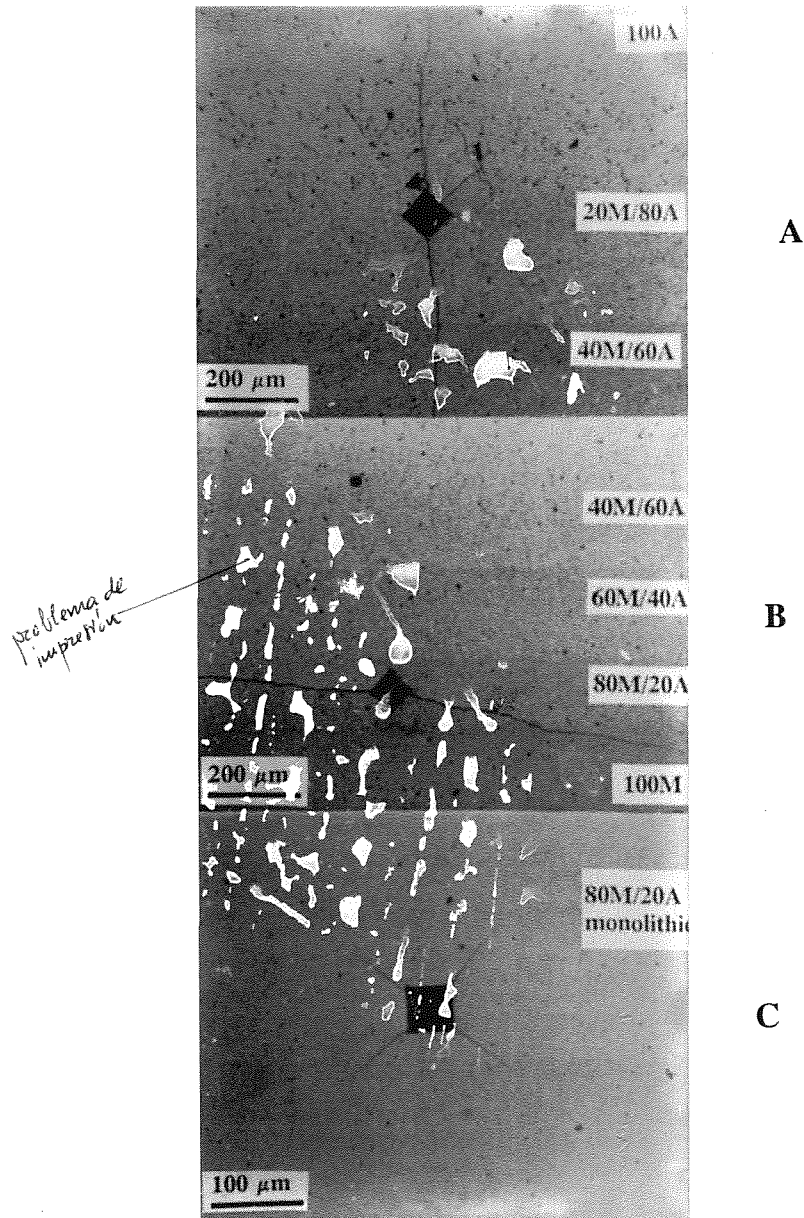 100A
20M/80A
A
40M/60A
200 μm
40M/60A
problema de
impresión
60M/40A
B
80M/20A
200 μm
100M
80M/20A
monolithic
C
100 μm